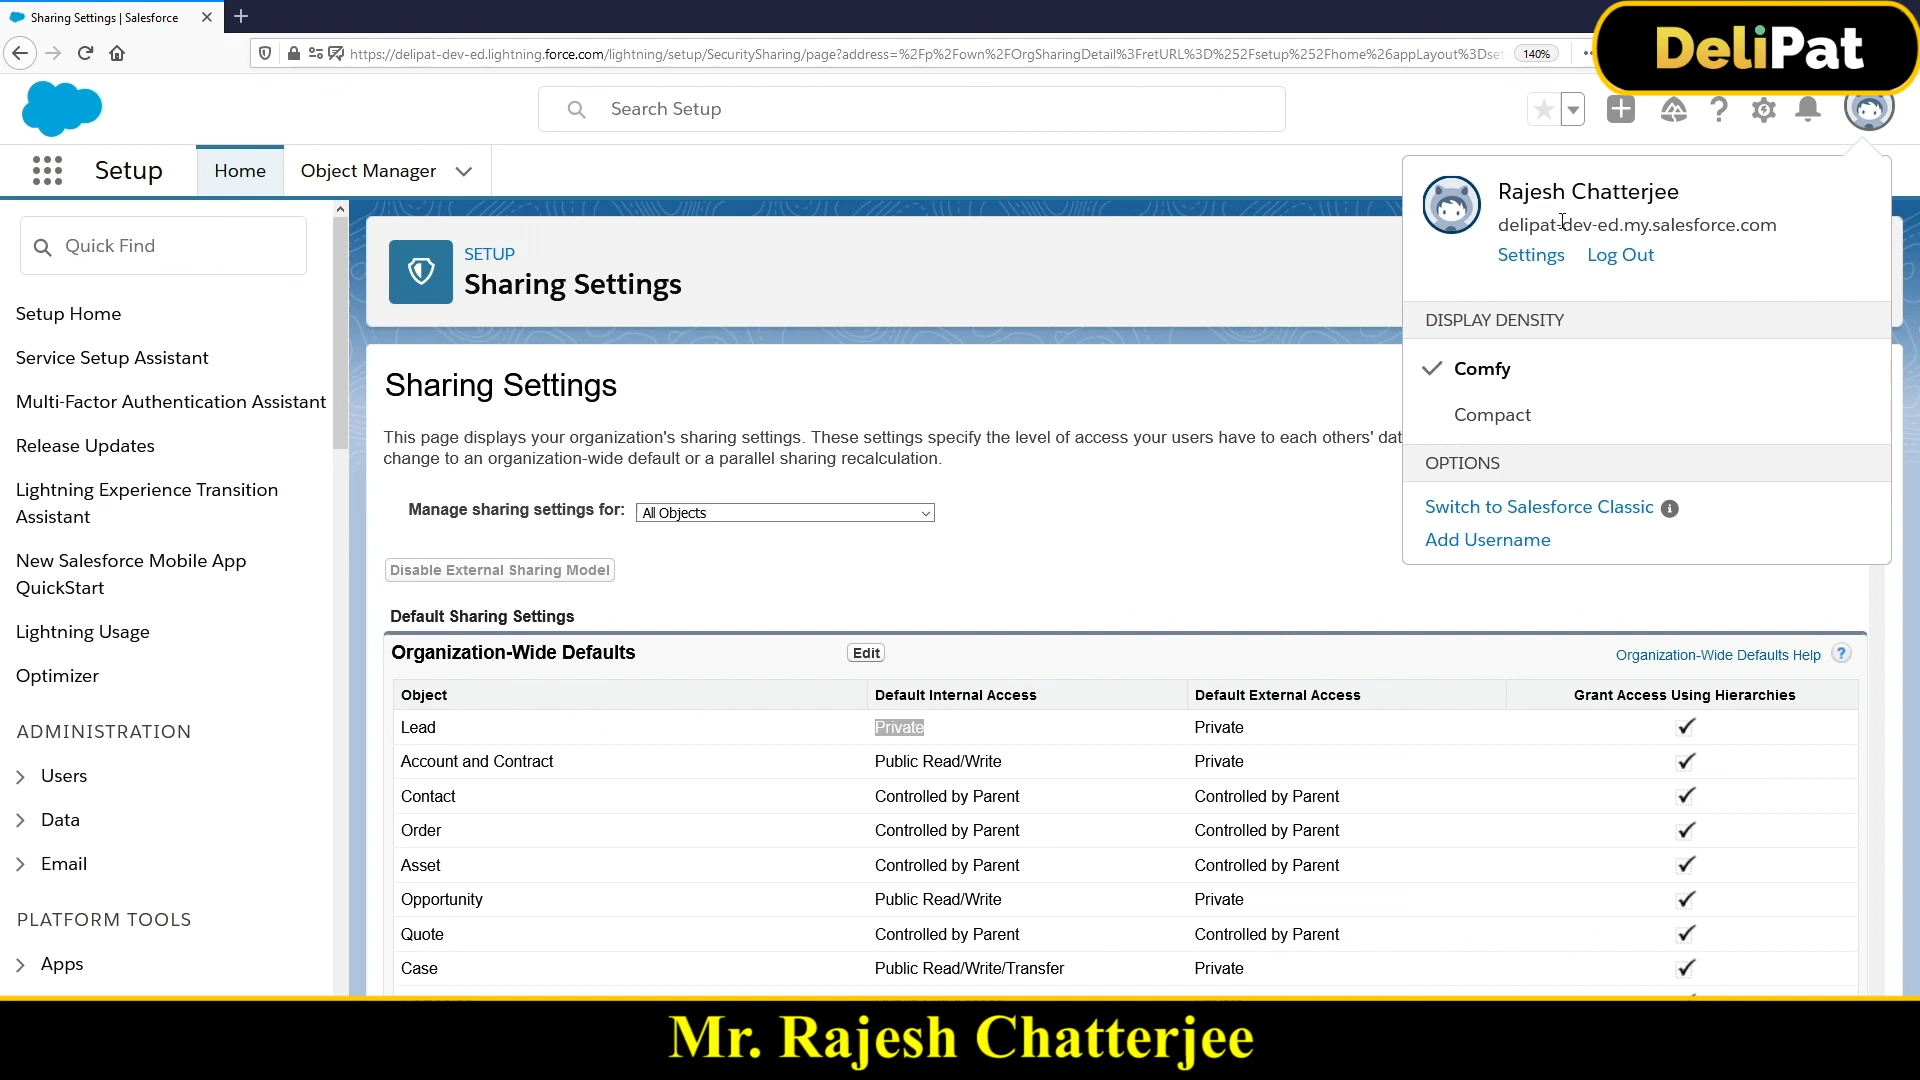 Sharing Settings | Salesforce
https://delipat-dev-ed.lightning.force.com/lightning/setup/SecuritySharing/page?address=%2Fp%2Fown%2FOrgSharingDetail%3FretURL%3D%252Fsetup%252Fhome%26appLayout%3Dset
140%
DeliPat
Search Setup
Setup
Home
Object Manager
Rajesh Chatterjee
delipat-dev-ed.my.salesforce.com
Settings
Log Out
DISPLAY DENSITY
Comfy
Compact
OPTIONS
Switch to Salesforce Classic
Add Username
Quick Find
Setup Home
Service Setup Assistant
Multi-Factor Authentication Assistant
Release Updates
Lightning Experience Transition
Assistant
New Salesforce Mobile App
QuickStart
Lightning Usage
Optimizer
ADMINISTRATION
Users
Data
Email
PLATFORM TOOLS
Apps
SETUP
Sharing Settings
Sharing Settings
This page displays your organization's sharing settings. These settings specify the level of access your users have to each others' dat
change to an organization-wide default or a parallel sharing recalculation.
Manage sharing settings for: All Objects
Disable External Sharing Model
Default Sharing Settings
Organization-Wide Defaults Edit Organization-Wide Defaults Help ?
Object Default Internal Access Default External Access Grant Access Using Hierarchies
Lead Private Private
Account and Contract Public Read/Write Private
Contact Controlled by Parent Controlled by Parent
Order Controlled by Parent Controlled by Parent
Asset Controlled by Parent Controlled by Parent
Opportunity Public Read/Write Private
Quote Controlled by Parent Controlled by Parent
Case Public Read/Write/Transfer Private
Mr. Rajesh Chatterjee